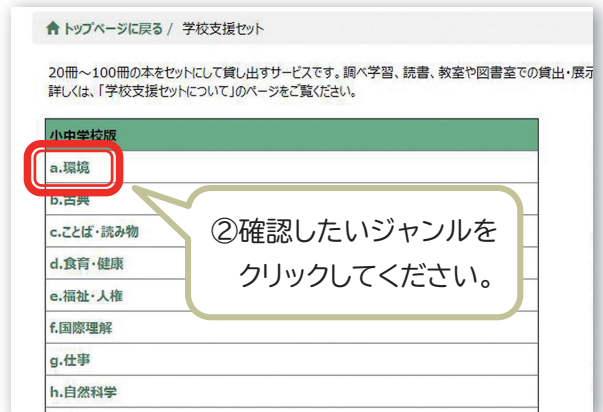 トップページに戻る / 学校支援セット
20冊～100冊の本をセットにして貸し出すサービスです。調べ学習、読書、教室や図書室での貸出・展示
詳しくは、「学校支援セットについて」のページをご覧ください。
小中学校版
a.環境
b.古典
c.ことば・読み物
d.食育・健康
e.福祉・人権
f.国際理解
g.仕事
h.自然科学
②確認したいジャンルを
クリックしてください。